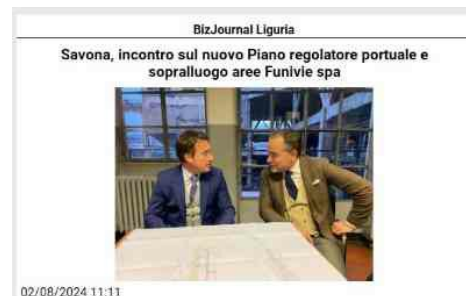 BizJournal Liguria
Savona, incontro sul nuovo Piano regolatore portuale e
sopralluogo aree Funivie spa
02/08/2024 11:11